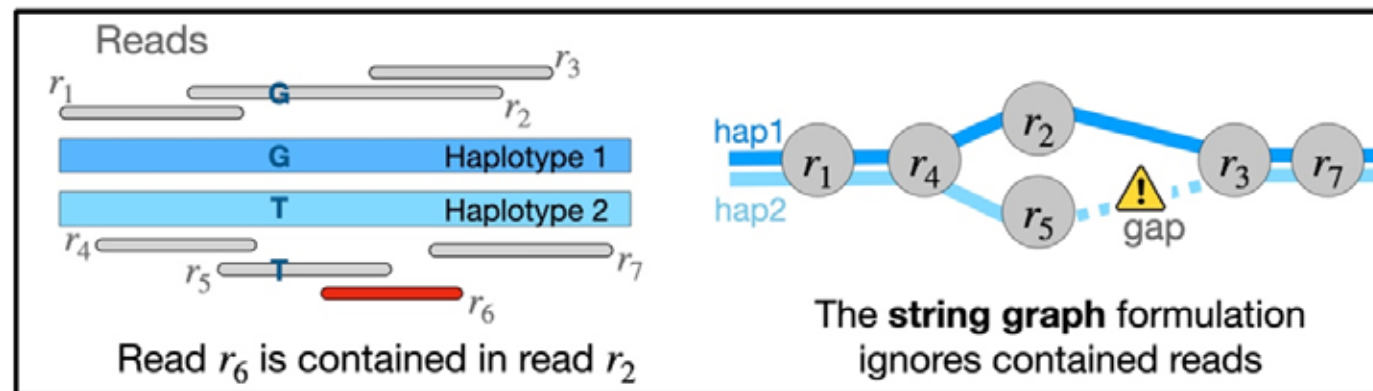 Reads
r3
r1
G
r2
G
Haplotype 1
T
Haplotype 2
r4
r5
T
r7
r6
Read r6 is contained in read r2
hap1
r2
r1
r4
r3
r7
hap2
r5
!
gap
The string graph formulation
ignores contained reads